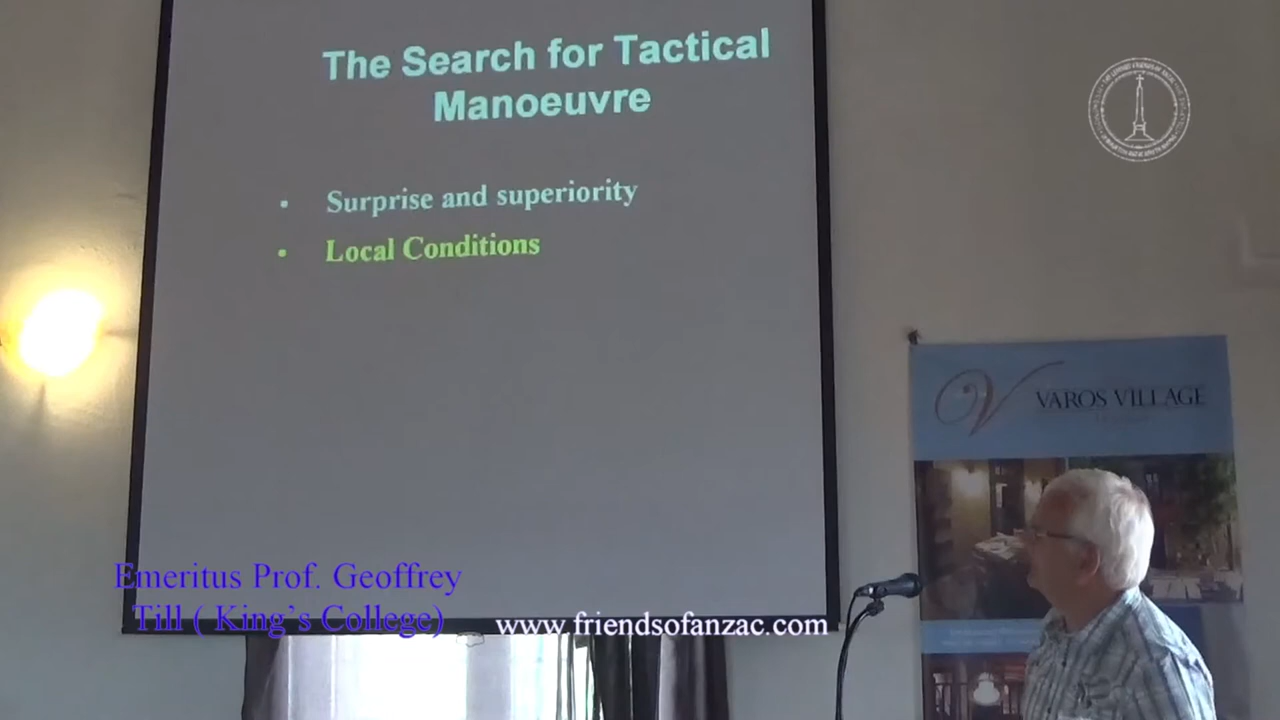 The Search for Tactical
Manoeuvre
• Surprise and superiority
• Local Conditions
V
VAROS VILLAGE
Emeritus Prof. Geoffrey
Till ( King's College)
www.friendsofanzac.com